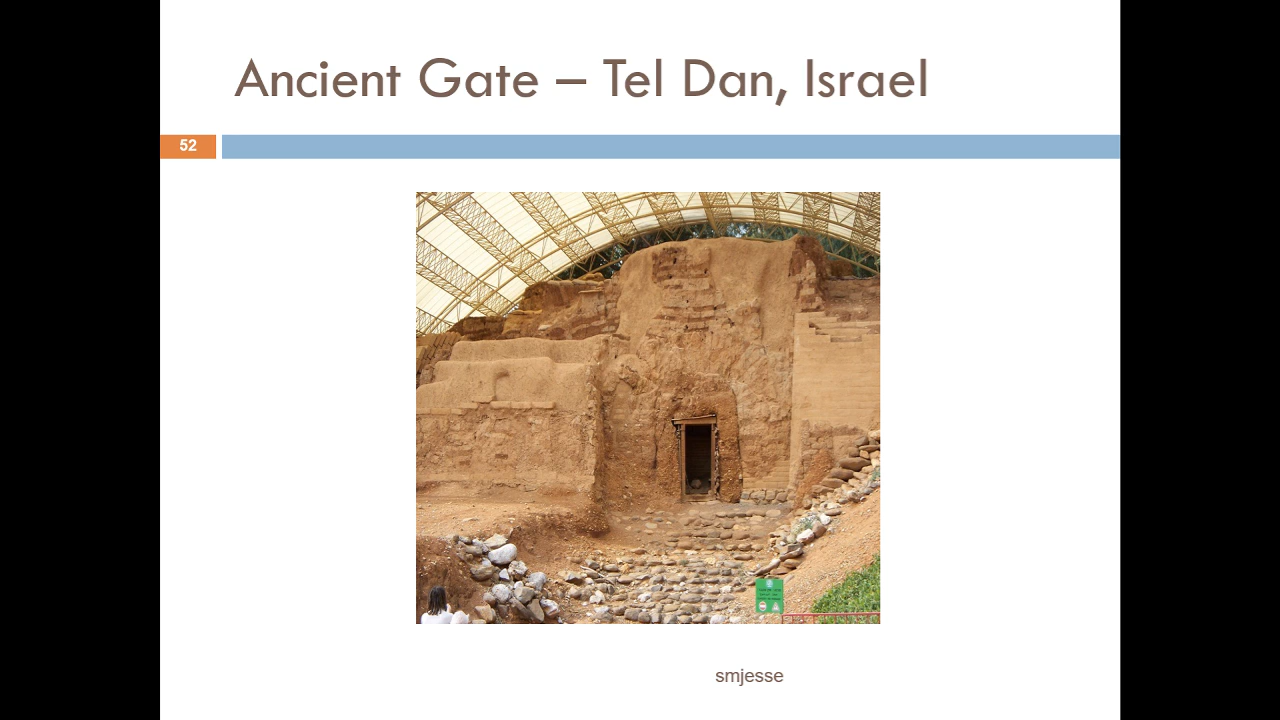 Ancient Gate – Tel Dan, Israel
52
smjesse